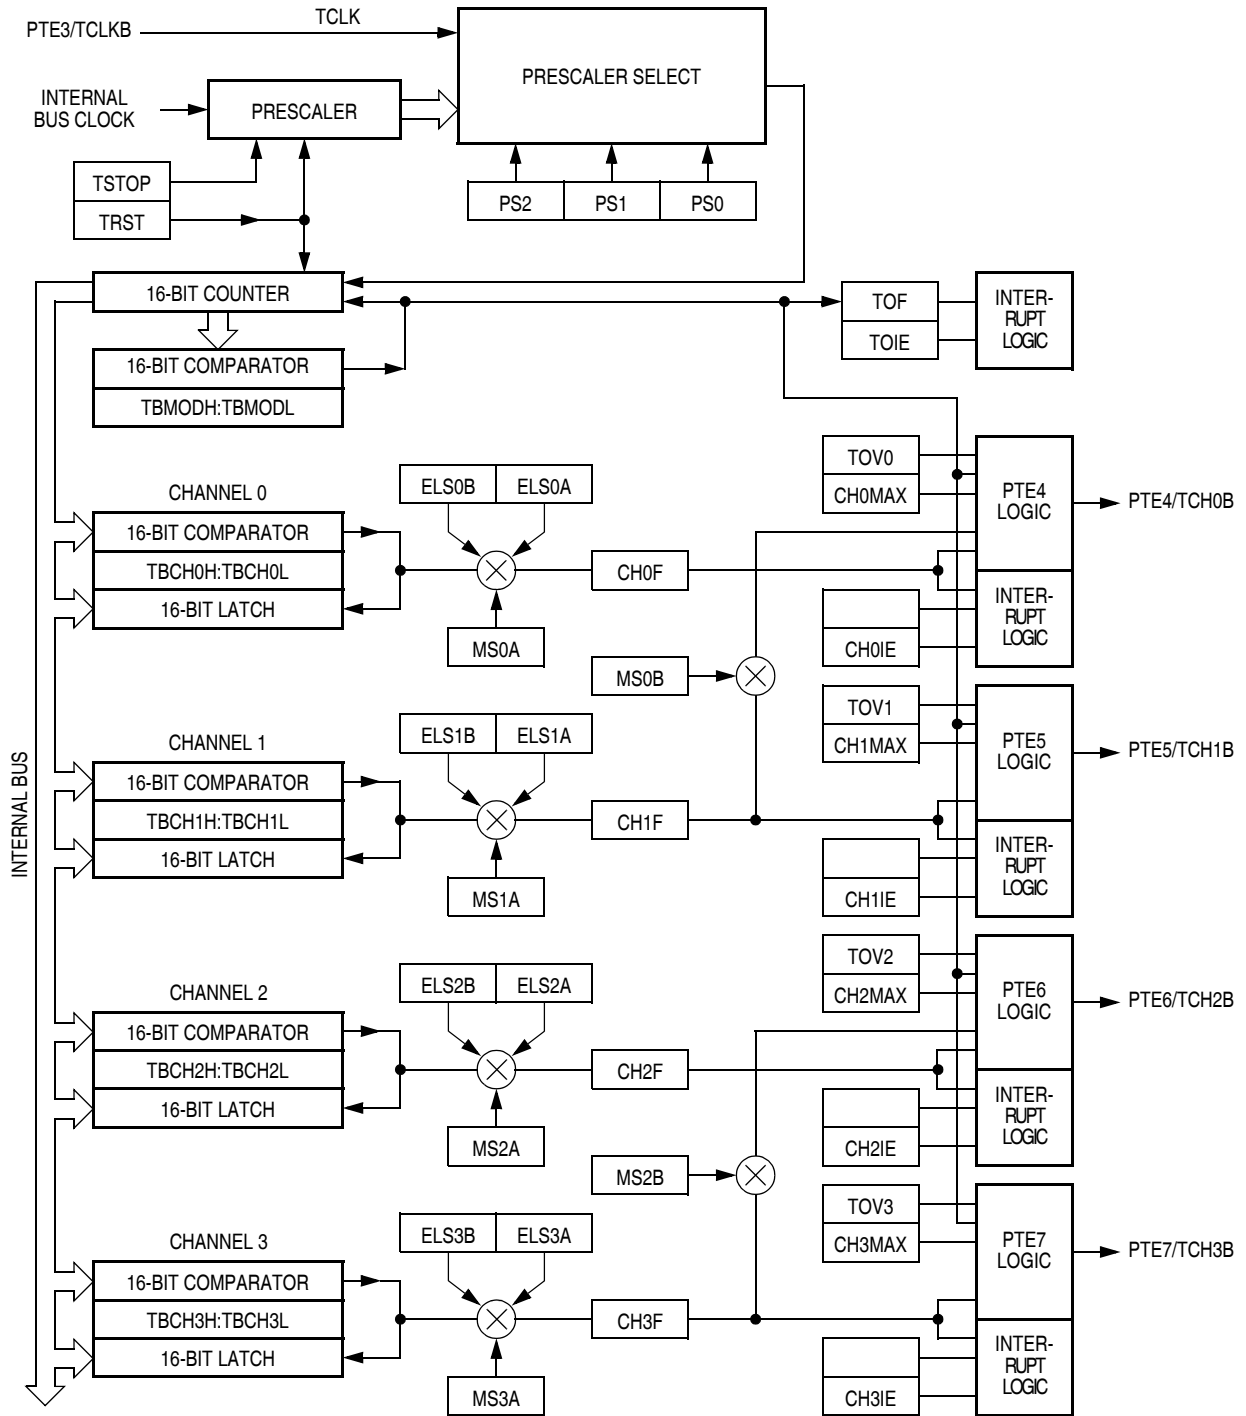 TCLK
PTE3/TCLKB
PRESCALER SELECT
INTERNAL
BUS CLOCK
PRESCALER
TSTOP
TRST
PS2
PS1
PS0
16-BIT COUNTER
16-BIT COMPARATOR
TBMODH:TBMODL
TOF
TOIE
INTER-
RUPT
LOGIC
INTERNAL BUS
CHANNEL 0
16-BIT COMPARATOR
TBCH0H:TBCH0L
16-BIT LATCH
ELS0B
ELS0A
MS0A
CH0F
MS0B
TOV0
CH0MAX
PTE4
LOGIC
PTE4/TCH0B
CH0IE
INTER-
RUPT
LOGIC
CHANNEL 1
16-BIT COMPARATOR
TBCH1H:TBCH1L
16-BIT LATCH
ELS1B
ELS1A
MS1A
CH1F
TOV1
CH1MAX
PTE5
LOGIC
PTE5/TCH1B
CH1IE
INTER-
RUPT
LOGIC
CHANNEL 2
16-BIT COMPARATOR
TBCH2H:TBCH2L
16-BIT LATCH
ELS2B
ELS2A
MS2A
CH2F
MS2B
TOV2
CH2MAX
PTE6
LOGIC
PTE6/TCH2B
CH2IE
INTER-
RUPT
LOGIC
CHANNEL 3
16-BIT COMPARATOR
TBCH3H:TBCH3L
16-BIT LATCH
ELS3B
ELS3A
MS3A
CH3F
TOV3
CH3MAX
PTE7
LOGIC
PTE7/TCH3B
CH3IE
INTER-
RUPT
LOGIC